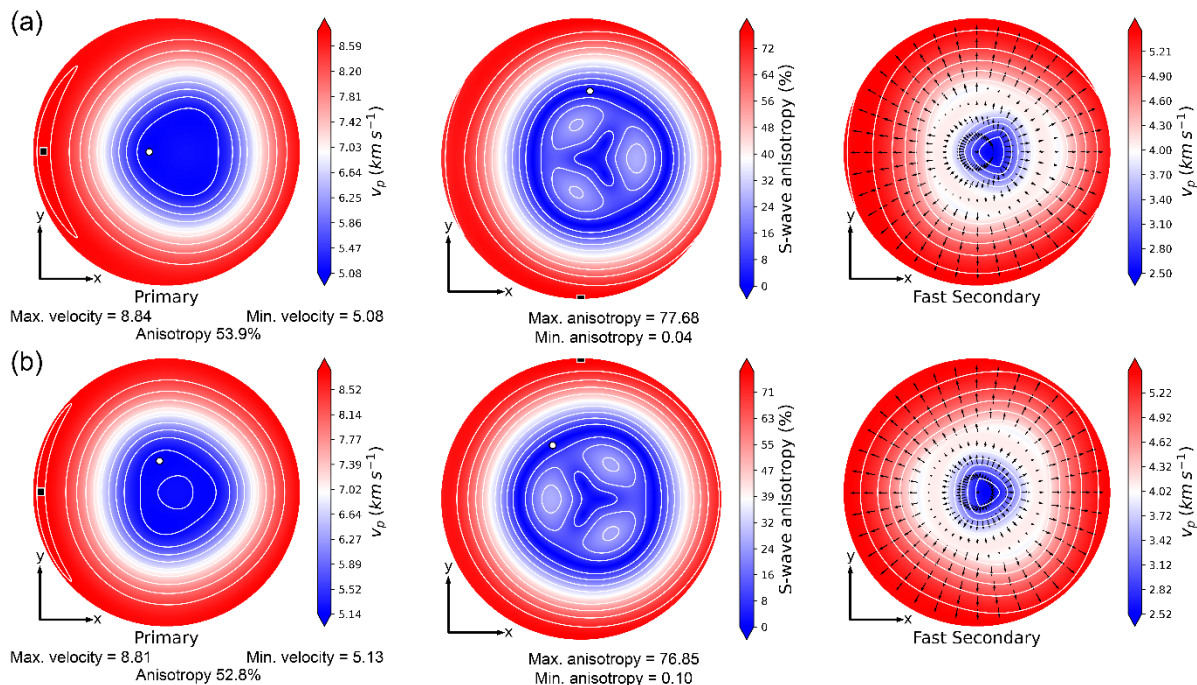 (a)
8.59
8.20
7.81
7.42
7.03
6.64
6.25
5.86
5.47
5.08
v_p (km s⁻¹)
y
x
Primary
Max. velocity = 8.84 Min. velocity = 5.08
Anisotropy 53.9%
72
64
56
48
40
32
24
16
8
0
S-wave anisotropy (%)
y
x
Max. anisotropy = 77.68
Min. anisotropy = 0.04
5.21
4.90
4.60
4.30
4.00
3.70
3.40
3.10
2.80
2.50
v_p (km s⁻¹)
y
x
Fast Secondary
(b)
8.52
8.14
7.77
7.39
7.02
6.64
6.27
5.89
5.52
5.14
v_p (km s⁻¹)
y
x
Primary
Max. velocity = 8.81 Min. velocity = 5.13
Anisotropy 52.8%
71
63
55
47
39
31
24
16
8
0
S-wave anisotropy (%)
y
x
Max. anisotropy = 76.85
Min. anisotropy = 0.10
5.22
4.92
4.62
4.32
4.02
3.72
3.42
3.12
2.82
2.52
v_p (km s⁻¹)
y
x
Fast Secondary